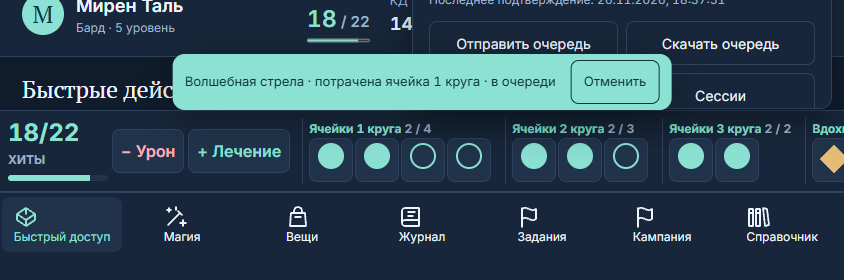 М
Мирен Таль
Бард · 5 уровень
18 / 22
КД
14
Последнее подтверждение: 26.11.2026, 18:37:51
Отправить очередь
Скачать очередь
Сессии
Быстрые дейс
Волшебная стрела · потрачена ячейка 1 круга · в очереди
Отменить
18/22
ХИТЫ
− Урон
+ Лечение
Ячейки 1 круга 2 / 4
Ячейки 2 круга 2 / 3
Ячейки 3 круга 2 / 2
Вдох
Быстрый доступ
Магия
Вещи
Журнал
Задания
Кампания
Справочник